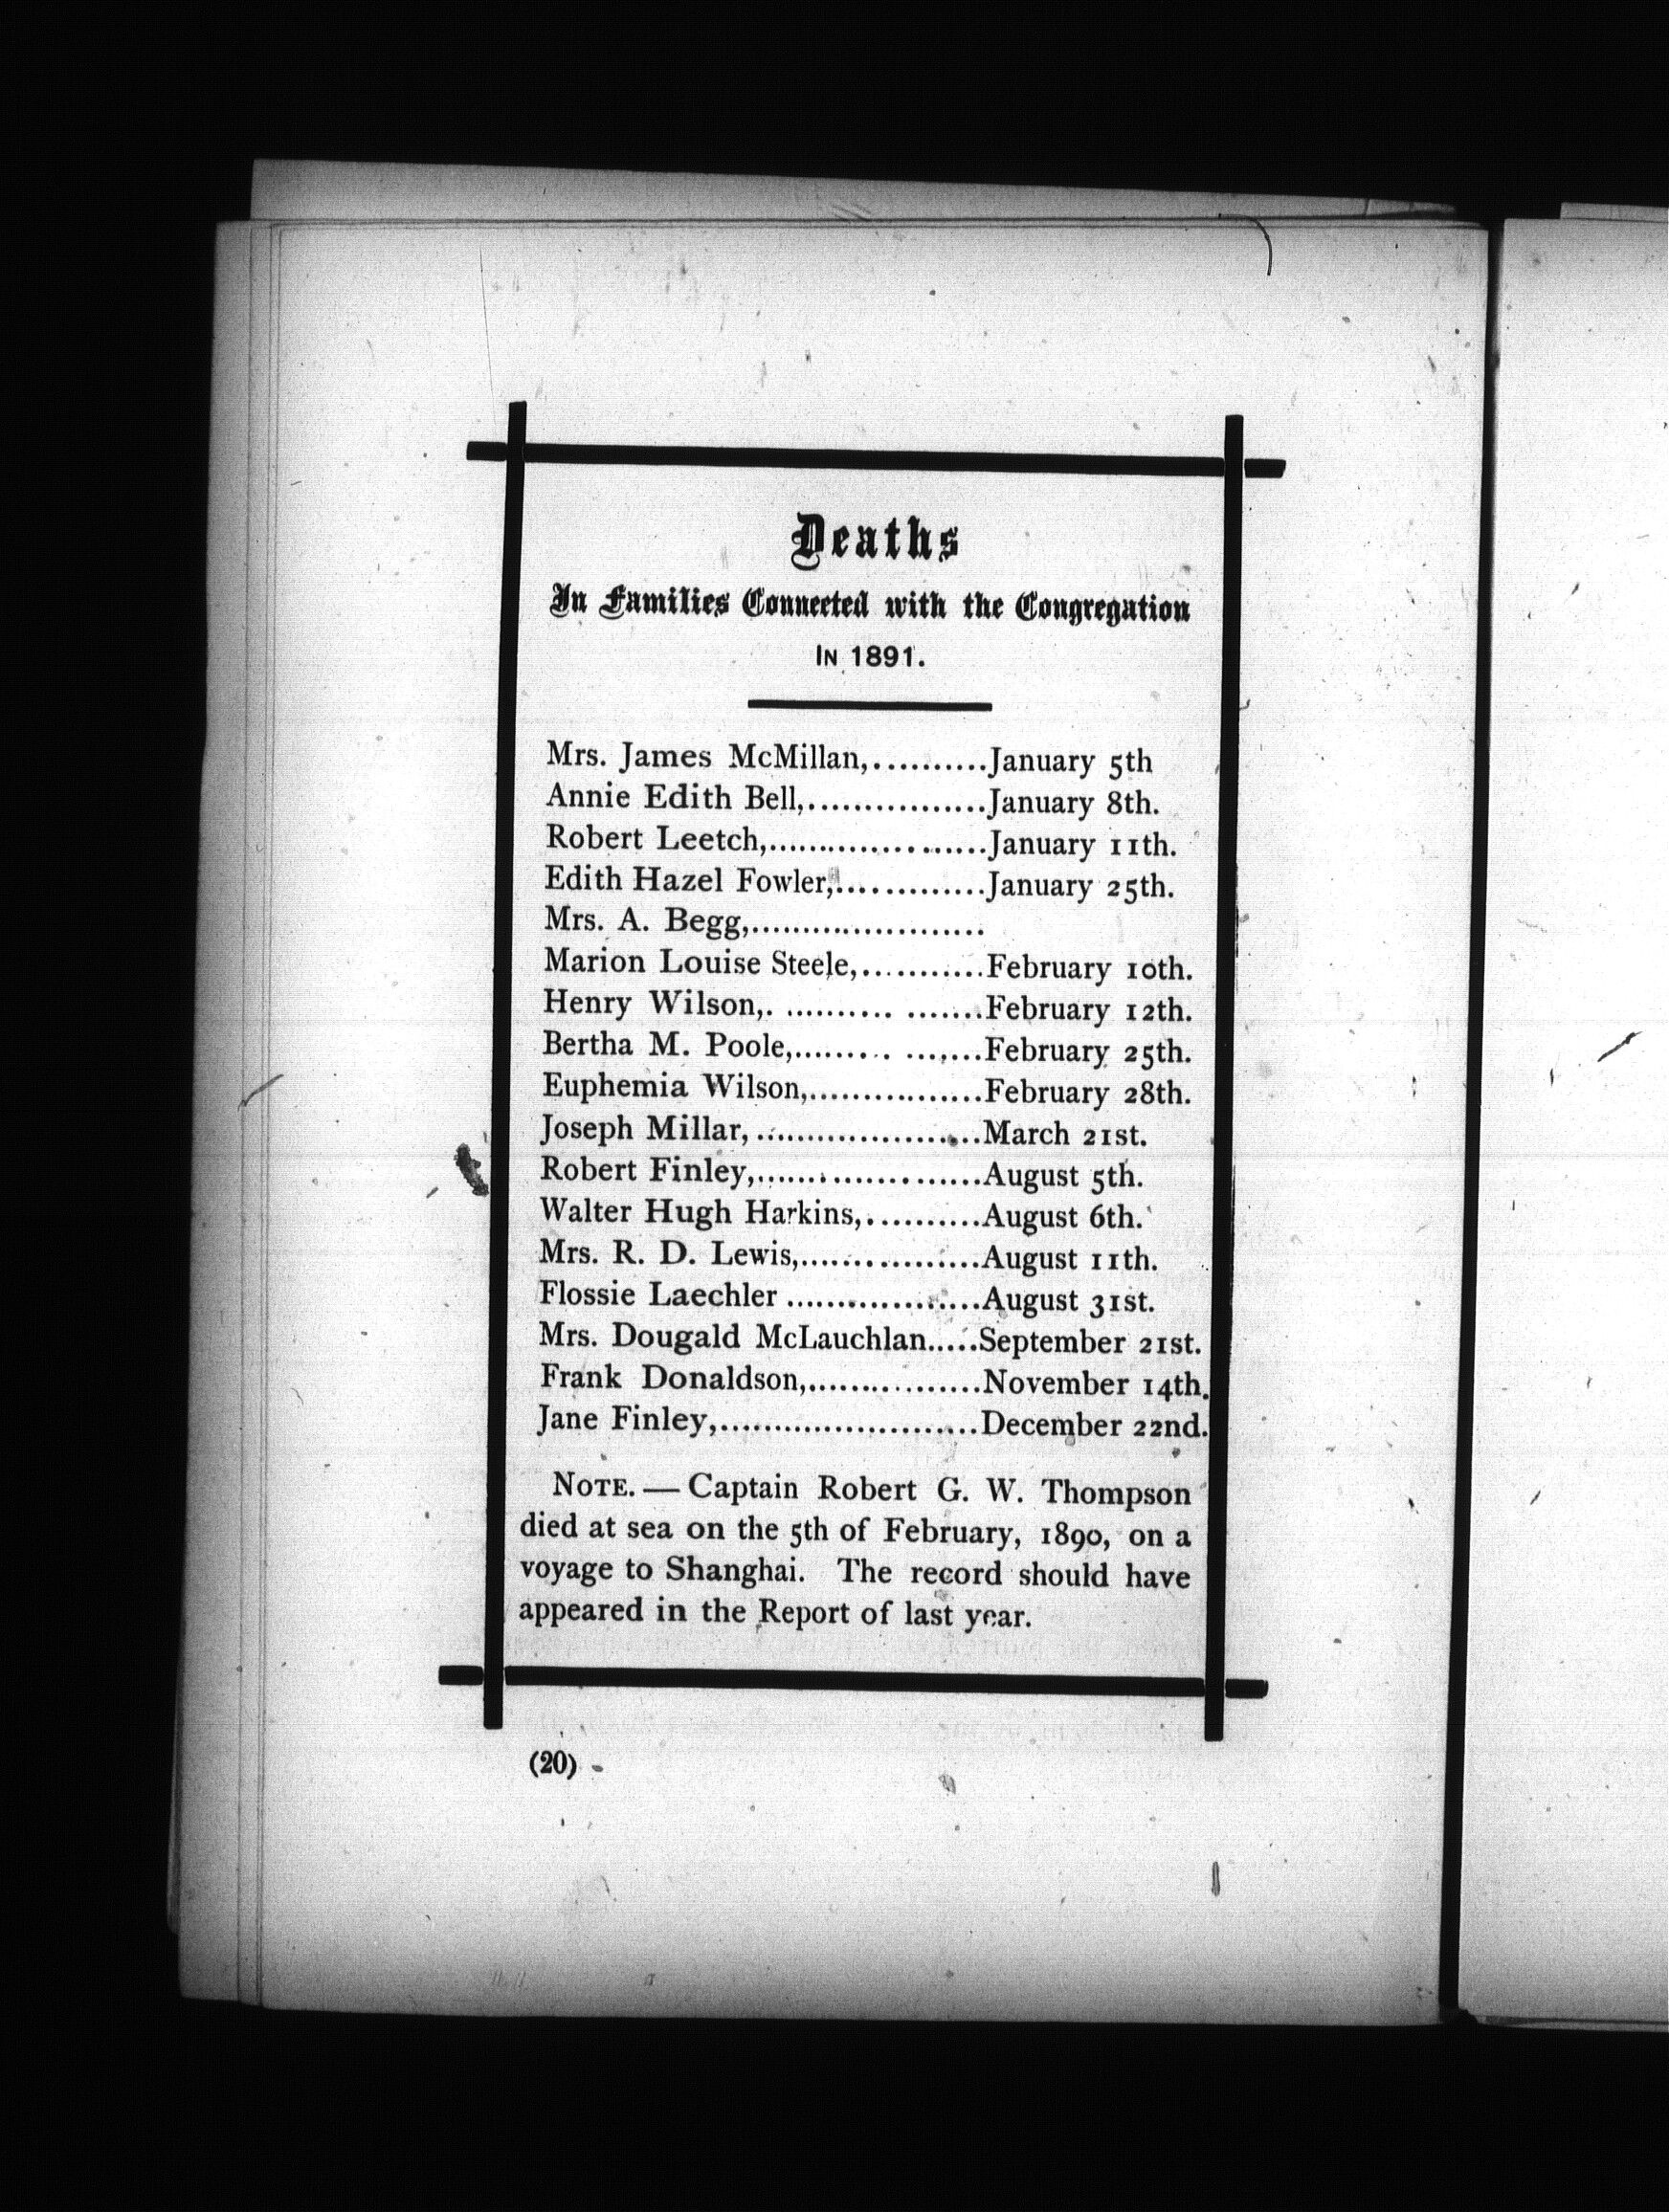 Deaths
In Families Connected with the Congregation
IN 1891.
Mrs. James McMillan,..........January 5th
Annie Edith Bell,................January 8th.
Robert Leetch,.....................January 11th.
Edith Hazel Fowler,..............January 25th.
Mrs. A. Begg,.......................
Marion Louise Steele,............February 10th.
Henry Wilson,. .......... .......February 12th.
Bertha M. Poole,......... .......February 25th.
Euphemia Wilson,.................February 28th.
Joseph Millar, ......................March 21st.
Robert Finley,......................August 5th.
Walter Hugh Harkins,...........August 6th.
Mrs. R. D. Lewis,.................August 11th.
Flossie Laechler ...................August 31st.
Mrs. Dougald McLauchlan.....September 21st.
Frank Donaldson,.................November 14th.
Jane Finley,.........................December 22nd.
NOTE. — Captain Robert G. W. Thompson
died at sea on the 5th of February, 1890, on a
voyage to Shanghai. The record should have
appeared in the Report of last year.
(20)